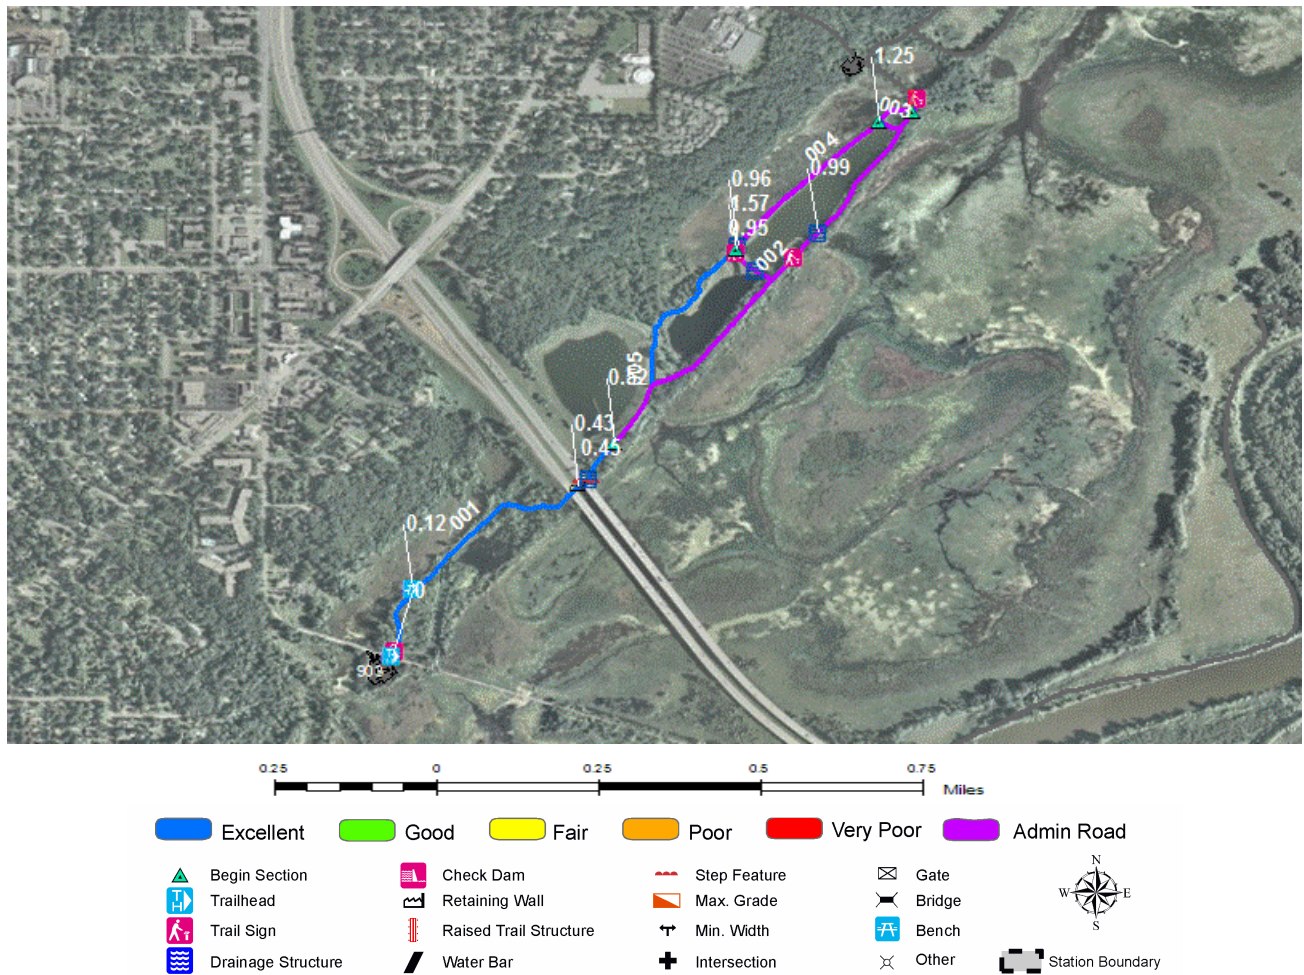 1.25
003
004
0.99
0.96
1.57
0.95
002
005
0.43
0.45
001
0.12
0
0.25 0 0.25 0.5 0.75
Miles
Excellent Good Fair Poor Very Poor Admin Road
Begin Section Check Dam Step Feature Gate
Trailhead Retaining Wall Max. Grade Bridge
Trail Sign Raised Trail Structure Min. Width Bench
Drainage Structure Water Bar Intersection Other Station Boundary
N
W E
S